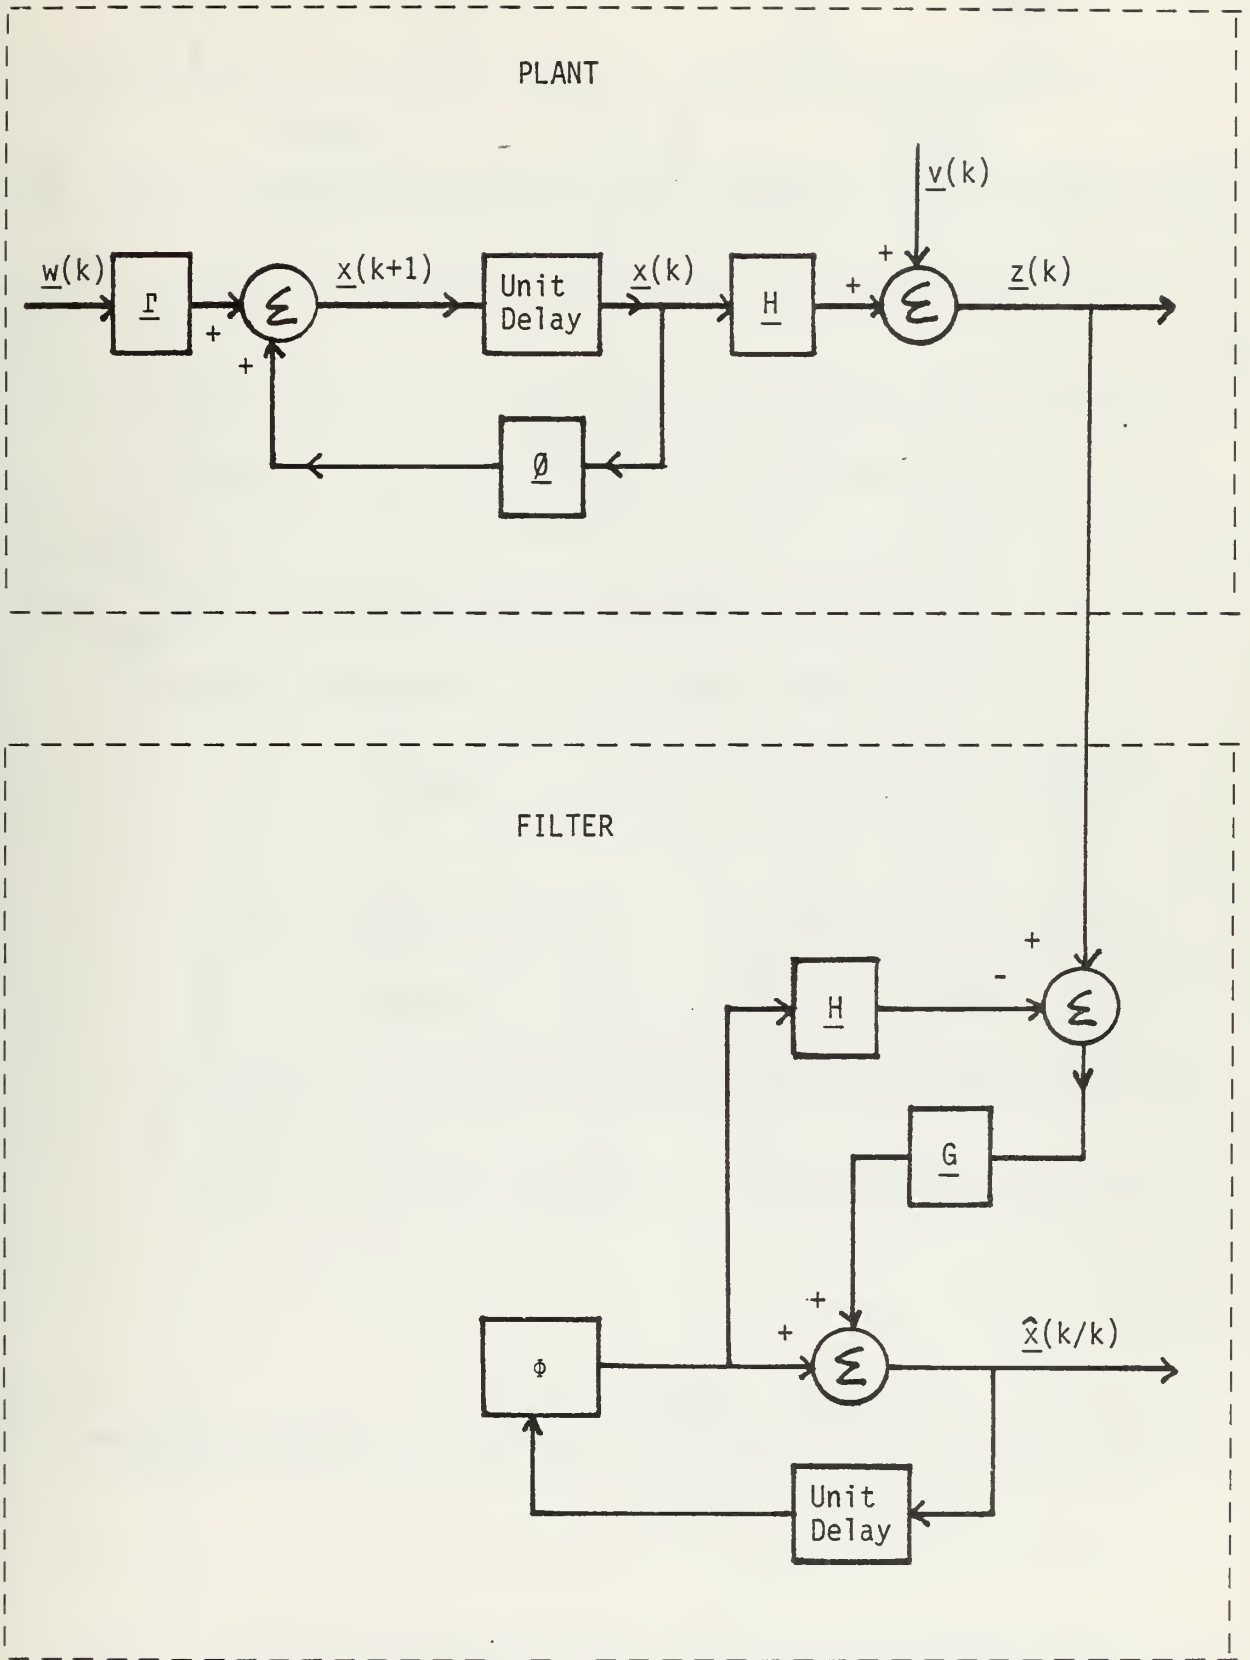 PLANT
v(k)
+
w(k)
Γ
+
+
Σ
x(k+1)
Unit
Delay
x(k)
H
+
Σ
z(k)
Ø
FILTER
+
-
H
Σ
G
+
+
Φ
Σ
x̂(k/k)
Unit
Delay